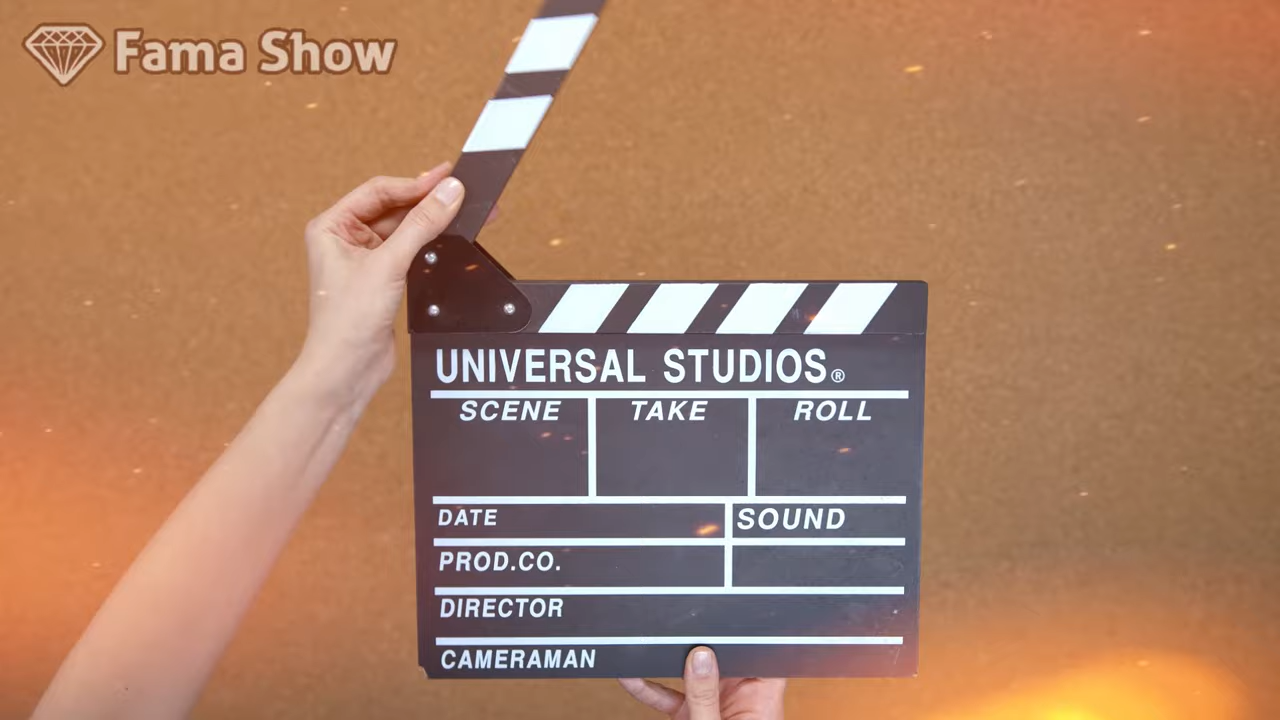 Fama Show
UNIVERSAL STUDIOS®
SCENE TAKE ROLL
DATE SOUND
PROD.CO.
DIRECTOR
CAMERAMAN